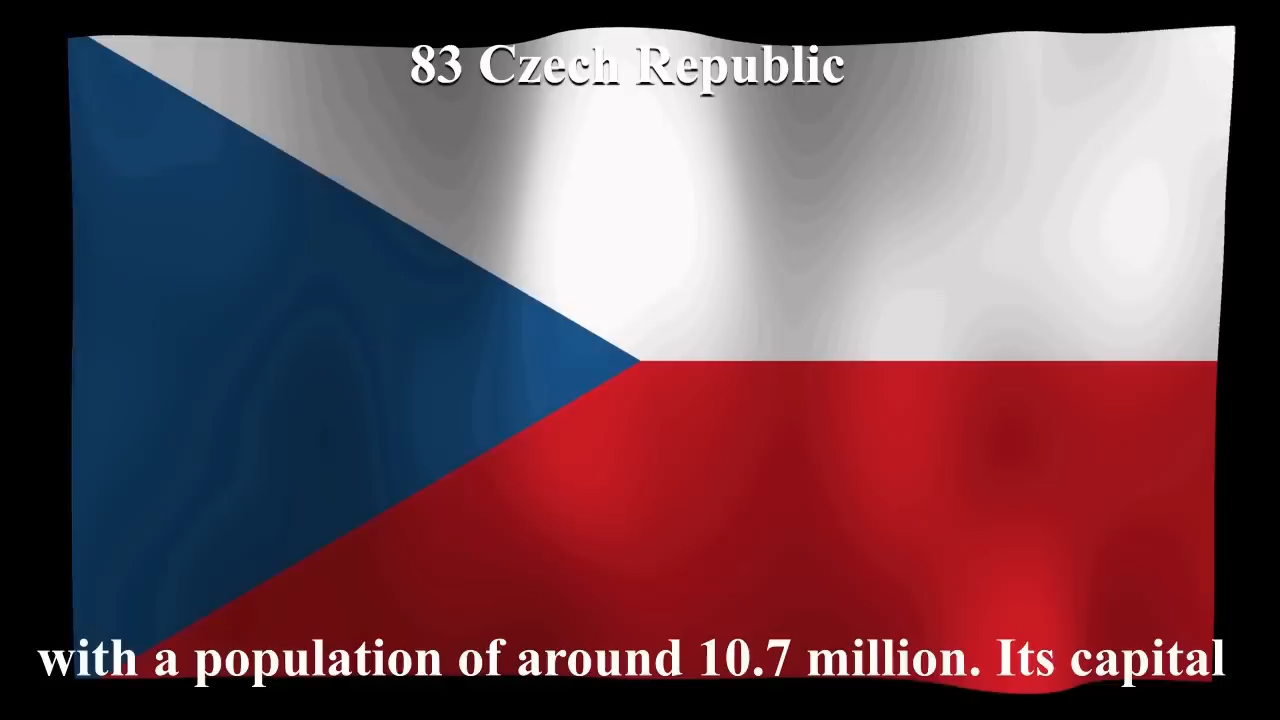 83 Czech Republic
with a population of around 10.7 million. Its capital